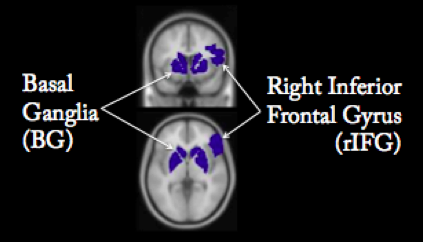 Basal
Ganglia
(BG)
Right Inferior
Frontal Gyrus
(rIFG)